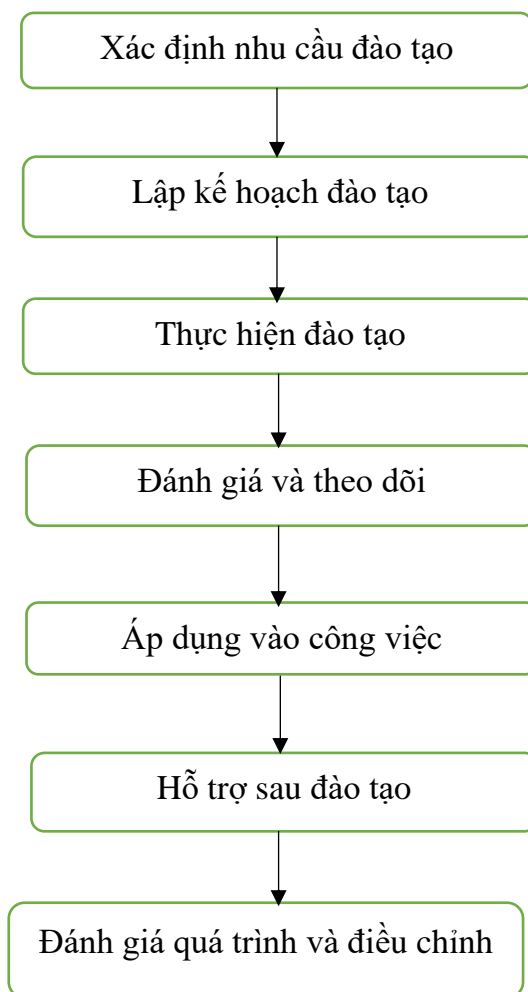 Xác định nhu cầu đào tạo
Lập kế hoạch đào tạo
Thực hiện đào tạo
Đánh giá và theo dõi
Áp dụng vào công việc
Hỗ trợ sau đào tạo
Đánh giá quá trình và điều chỉnh